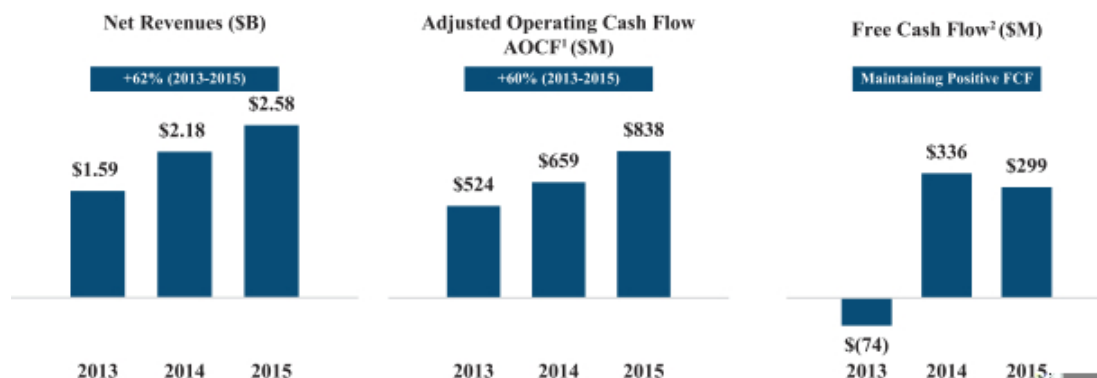 Net Revenues ($B)
+62% (2013-2015)
$1.59
$2.18
$2.58
2013 2014 2015
Adjusted Operating Cash Flow
AOCF¹ ($M)
+60% (2013-2015)
$524
$659
$838
2013 2014 2015
Free Cash Flow² ($M)
Maintaining Positive FCF
$(74)
$336
$299
2013 2014 2015